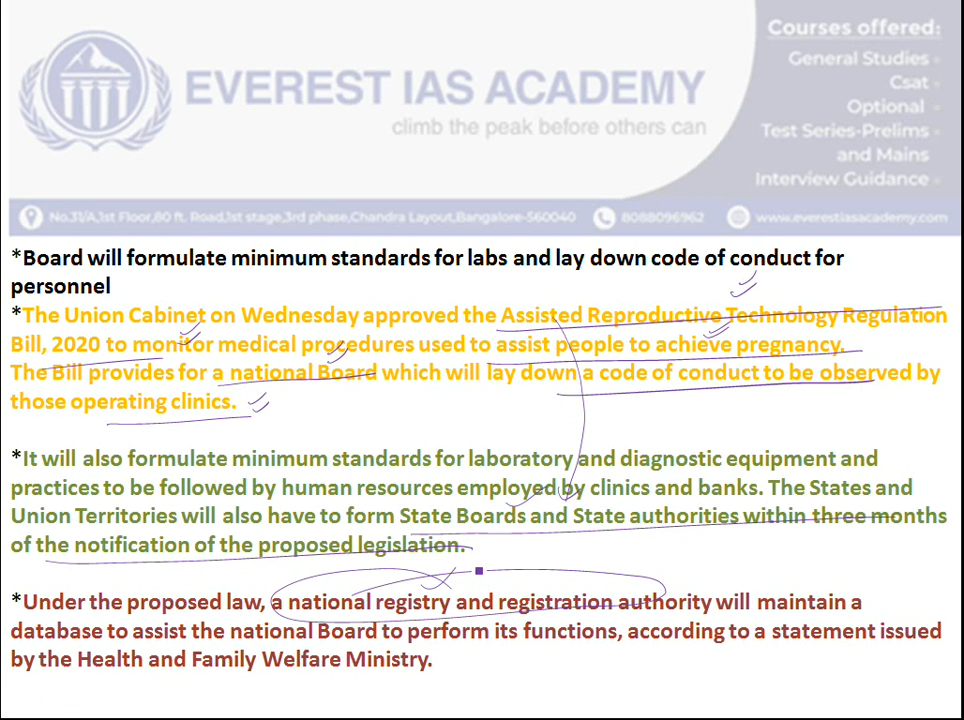 Courses offered:
General Studies
Csat
EVEREST IAS ACADEMY
Optional
climb the peak before others can
Test Series-Prelims
and Mains
Interview Guidance
No.31/A,1st Floor,80 ft. Road,1st stage,3rd phase,Chandra Layout,Bangalore-560040 8088096962 www.everestiasacademy.com
*Board will formulate minimum standards for labs and lay down code of conduct for
personnel
*The Union Cabinet on Wednesday approved the Assisted Reproductive Technology Regulation
Bill, 2020 to monitor medical procedures used to assist people to achieve pregnancy.
The Bill provides for a national Board which will lay down a code of conduct to be observed by
those operating clinics.
*It will also formulate minimum standards for laboratory and diagnostic equipment and
practices to be followed by human resources employed by clinics and banks. The States and
Union Territories will also have to form State Boards and State authorities within three months
of the notification of the proposed legislation.
*Under the proposed law, a national registry and registration authority will maintain a
database to assist the national Board to perform its functions, according to a statement issued
by the Health and Family Welfare Ministry.